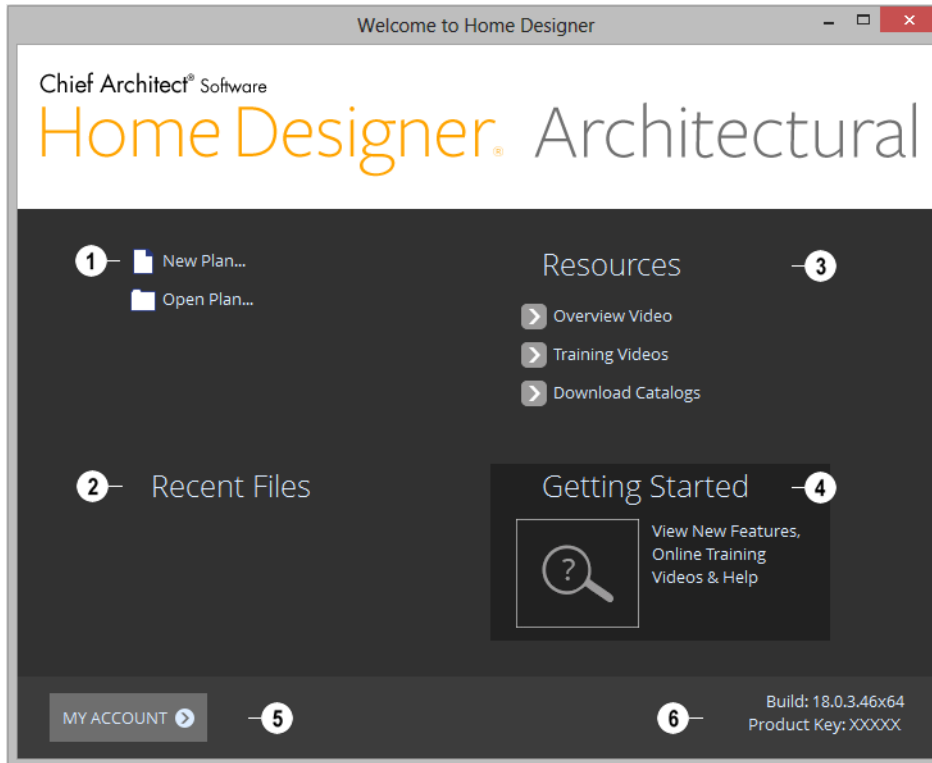 Welcome to Home Designer
Chief Architect® Software
Home Designer® Architectural
1
New Plan...
Open Plan...
Resources
3
Overview Video
Training Videos
Download Catalogs
2
Recent Files
Getting Started
4
?
View New Features,
Online Training
Videos & Help
MY ACCOUNT
5
6
Build: 18.0.3.46x64
Product Key: XXXXX